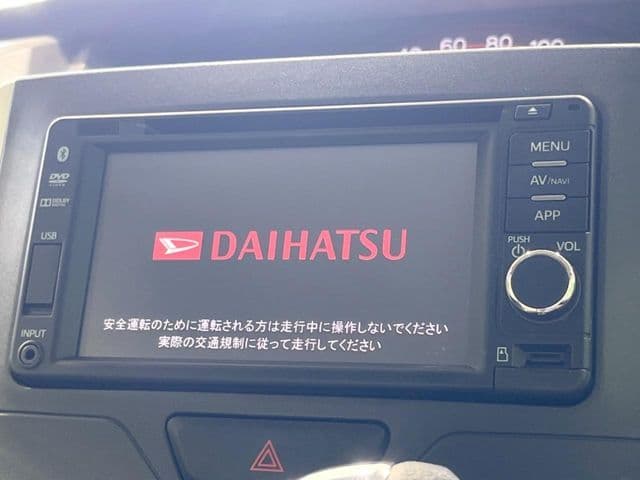 60 80 100
MENU
DVD
VIDEO
AV/NAVI
DOLBY
DIGITAL
APP
USB
PUSH
VOL
DAIHATSU
安全運転のために運転される方は走行中に操作しないでください
実際の交通規制に従って走行してください
INPUT